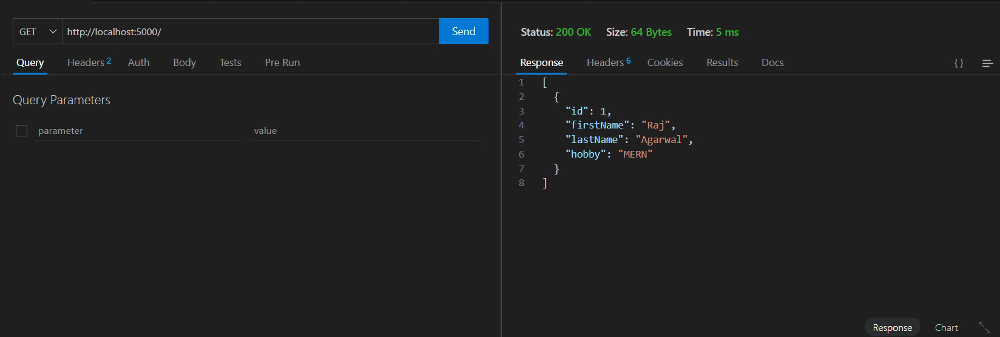 GET http://localhost:5000/ Send
Query Headers 2 Auth Body Tests Pre Run
Query Parameters
parameter value
Status: 200 OK Size: 64 Bytes Time: 5 ms
Response Headers 6 Cookies Results Docs {}
1 [
2 {
3 "id": 1,
4 "firstName": "Raj",
5 "lastName": "Agarwal",
6 "hobby": "MERN"
7 }
8 ]
Response Chart